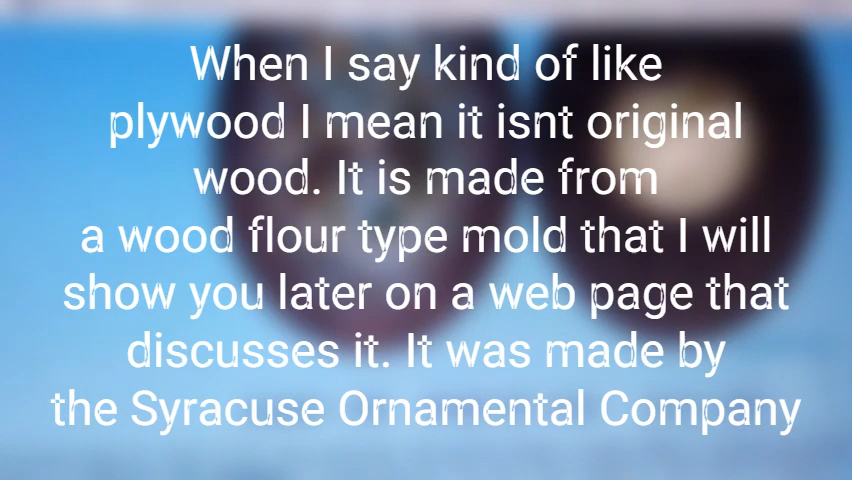 When I say kind of like
plywood I mean it isnt original
wood. It is made from
a wood flour type mold that I will
show you later on a web page that
discusses it. It was made by
the Syracuse Ornamental Company